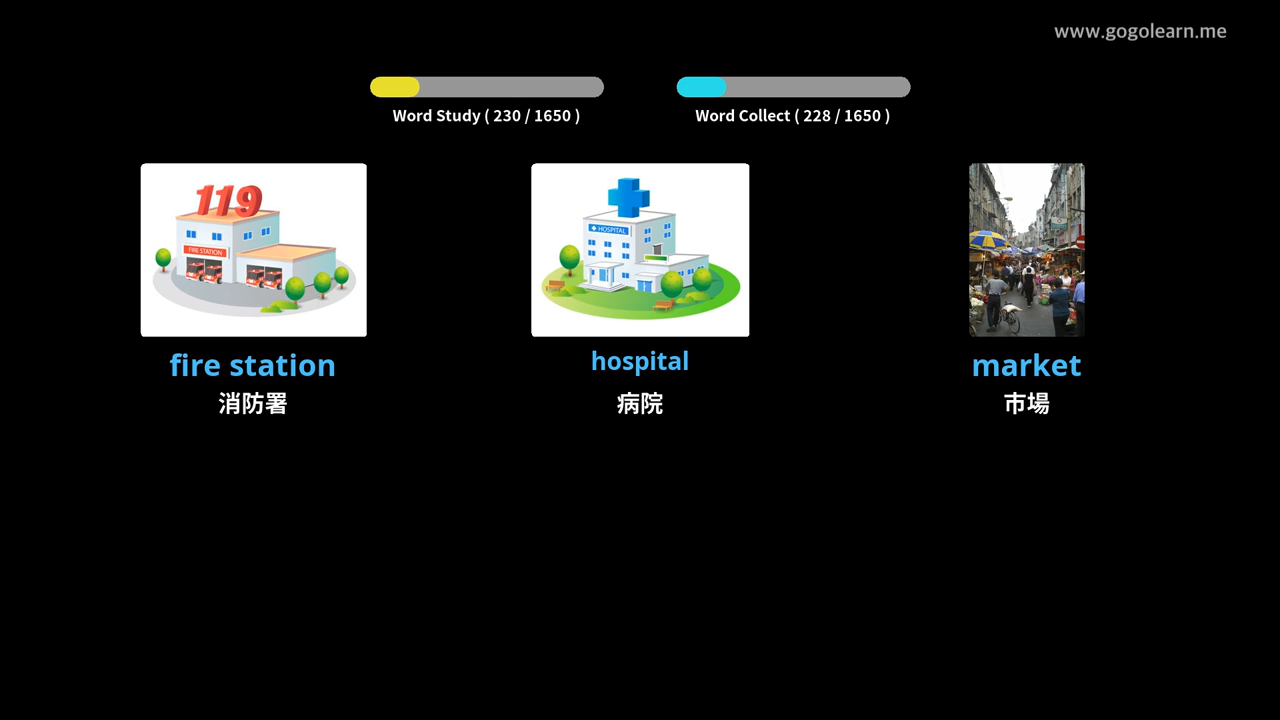 www.gogolearn.me
Word Study ( 230 / 1650 )
Word Collect ( 228 / 1650 )
119
FIRE STATION
HOSPITAL
fire station
hospital
market
消防署
病院
市場